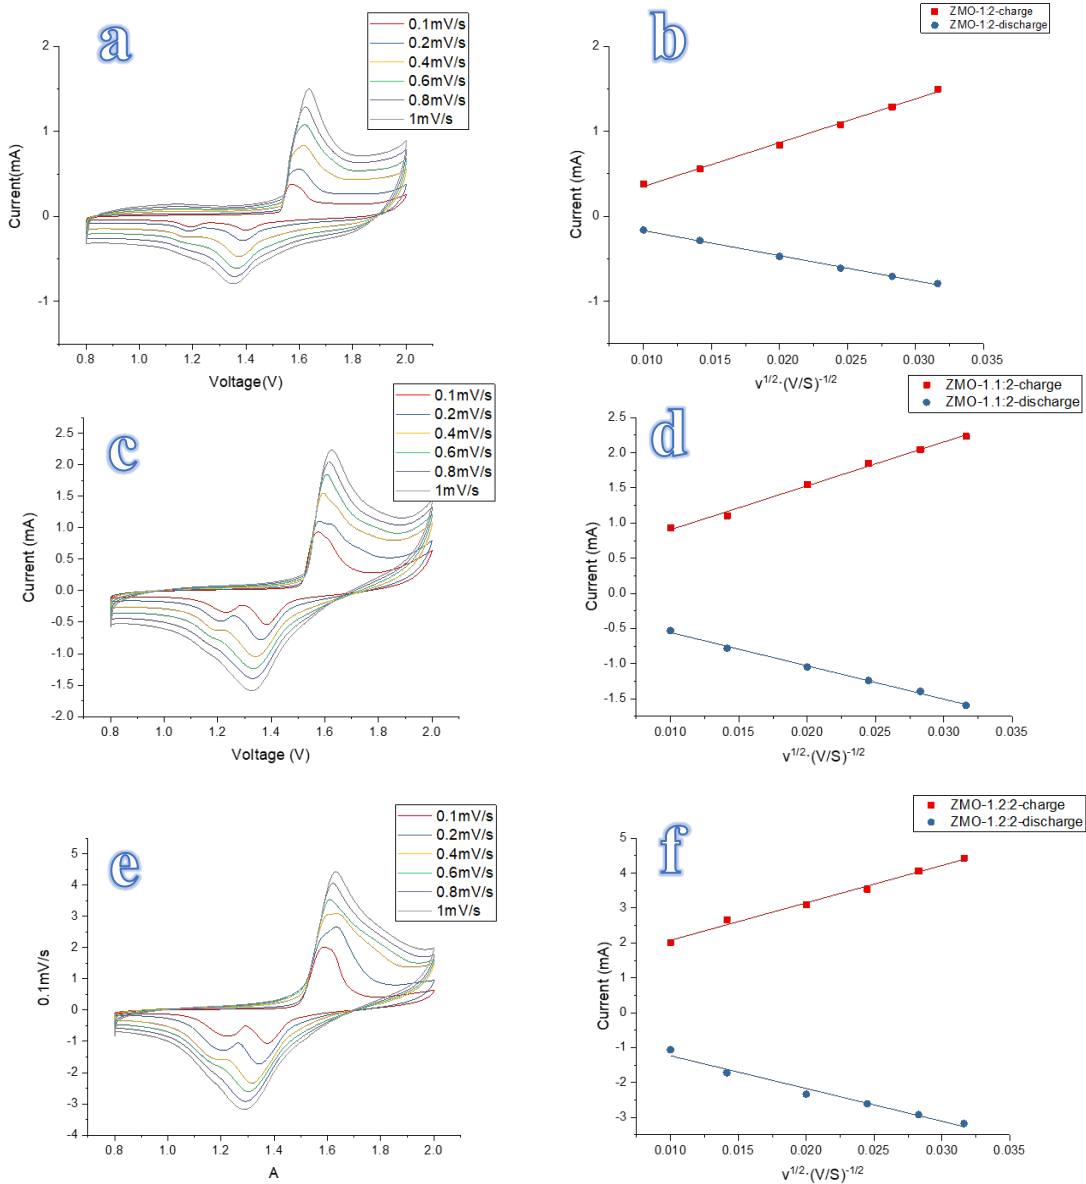 a
0.1mV/s
0.2mV/s
0.4mV/s
0.6mV/s
0.8mV/s
1mV/s
2
1
0
-1
Current(mA)
0.8 1.0 1.2 1.4 1.6 1.8 2.0
Voltage(V)
b
ZMO-1:2-charge
ZMO-1:2-discharge
2
1
0
-1
Current (mA)
0.010 0.015 0.020 0.025 0.030 0.035
v1/2·(V/S)-1/2
c
0.1mV/s
0.2mV/s
0.4mV/s
0.6mV/s
0.8mV/s
1mV/s
2.5
2.0
1.5
1.0
0.5
0.0
-0.5
-1.0
-1.5
-2.0
Current (mA)
0.8 1.0 1.2 1.4 1.6 1.8 2.0
Voltage (V)
d
ZMO-1.1:2-charge
ZMO-1.1:2-discharge
2.5
2.0
1.5
1.0
0.5
0.0
-0.5
-1.0
-1.5
Current (mA)
0.010 0.015 0.020 0.025 0.030 0.035
v1/2·(V/S)-1/2
e
0.1mV/s
0.2mV/s
0.4mV/s
0.6mV/s
0.8mV/s
1mV/s
5
4
3
2
1
0
-1
-2
-3
-4
0.1mV/s
0.8 1.0 1.2 1.4 1.6 1.8 2.0
A
f
ZMO-1.2:2-charge
ZMO-1.2:2-discharge
5
4
3
2
1
0
-1
-2
-3
Current (mA)
0.010 0.015 0.020 0.025 0.030 0.035
v1/2·(V/S)-1/2